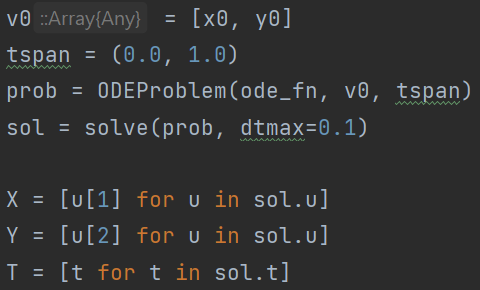 v0 ::Array{Any} = [x0, y0]
tspan = (0.0, 1.0)
prob = ODEProblem(ode_fn, v0, tspan)
sol = solve(prob, dtmax=0.1)
X = [u[1] for u in sol.u]
Y = [u[2] for u in sol.u]
T = [t for t in sol.t]